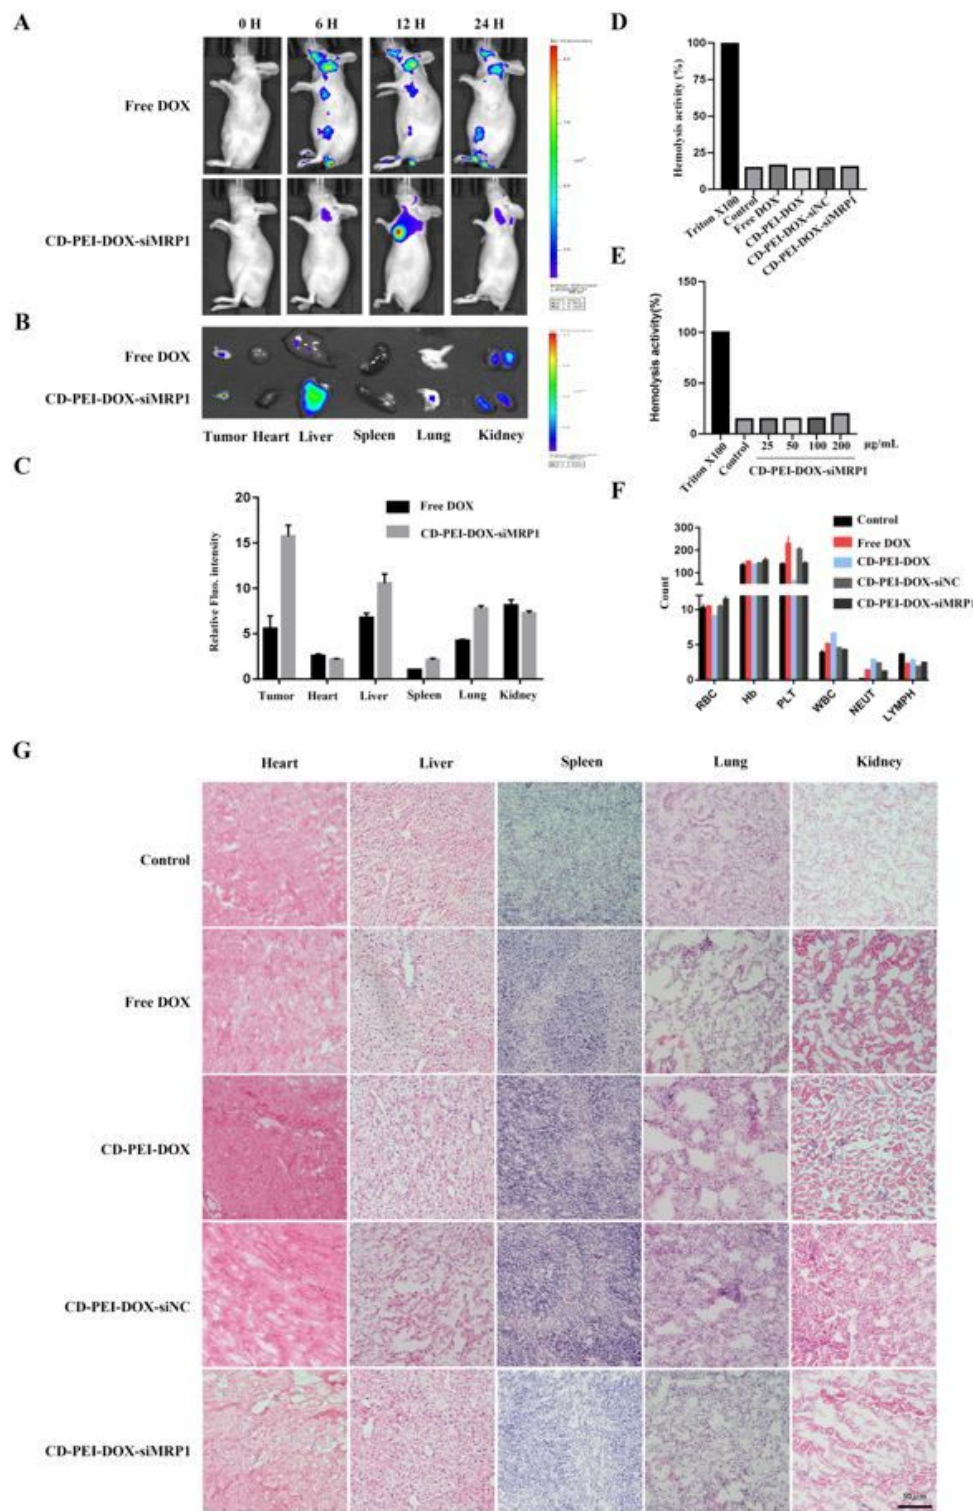 A
0 H 6 H 12 H 24 H
Free DOX
CD-PEI-DOX-siMRP1
B
Free DOX
CD-PEI-DOX-siMRP1
Tumor Heart Liver Spleen Lung Kidney
C
Relative Fluo. intensity
20
15
10
5
0
Free DOX
CD-PEI-DOX-siMRP1
Tumor Heart Liver Spleen Lung Kidney
D
Hemolysis activity (%)
100
75
50
25
0
Triton X100
Control
Free DOX
CD-PEI-DOX
CD-PEI-DOX-siNC
CD-PEI-DOX-siMRP1
E
Hemolysis activity(%)
150
100
50
0
Triton X100
Control
25 50 100 200 µg/mL
CD-PEI-DOX-siMRP1
F
Count
300
200
100
10
5
0
Control
Free DOX
CD-PEI-DOX
CD-PEI-DOX-siNC
CD-PEI-DOX-siMRP1
RBC Hb PLT WBC NEUT LYMPH
G
Heart Liver Spleen Lung Kidney
Control
Free DOX
CD-PEI-DOX
CD-PEI-DOX-siNC
CD-PEI-DOX-siMRP1
50 µm